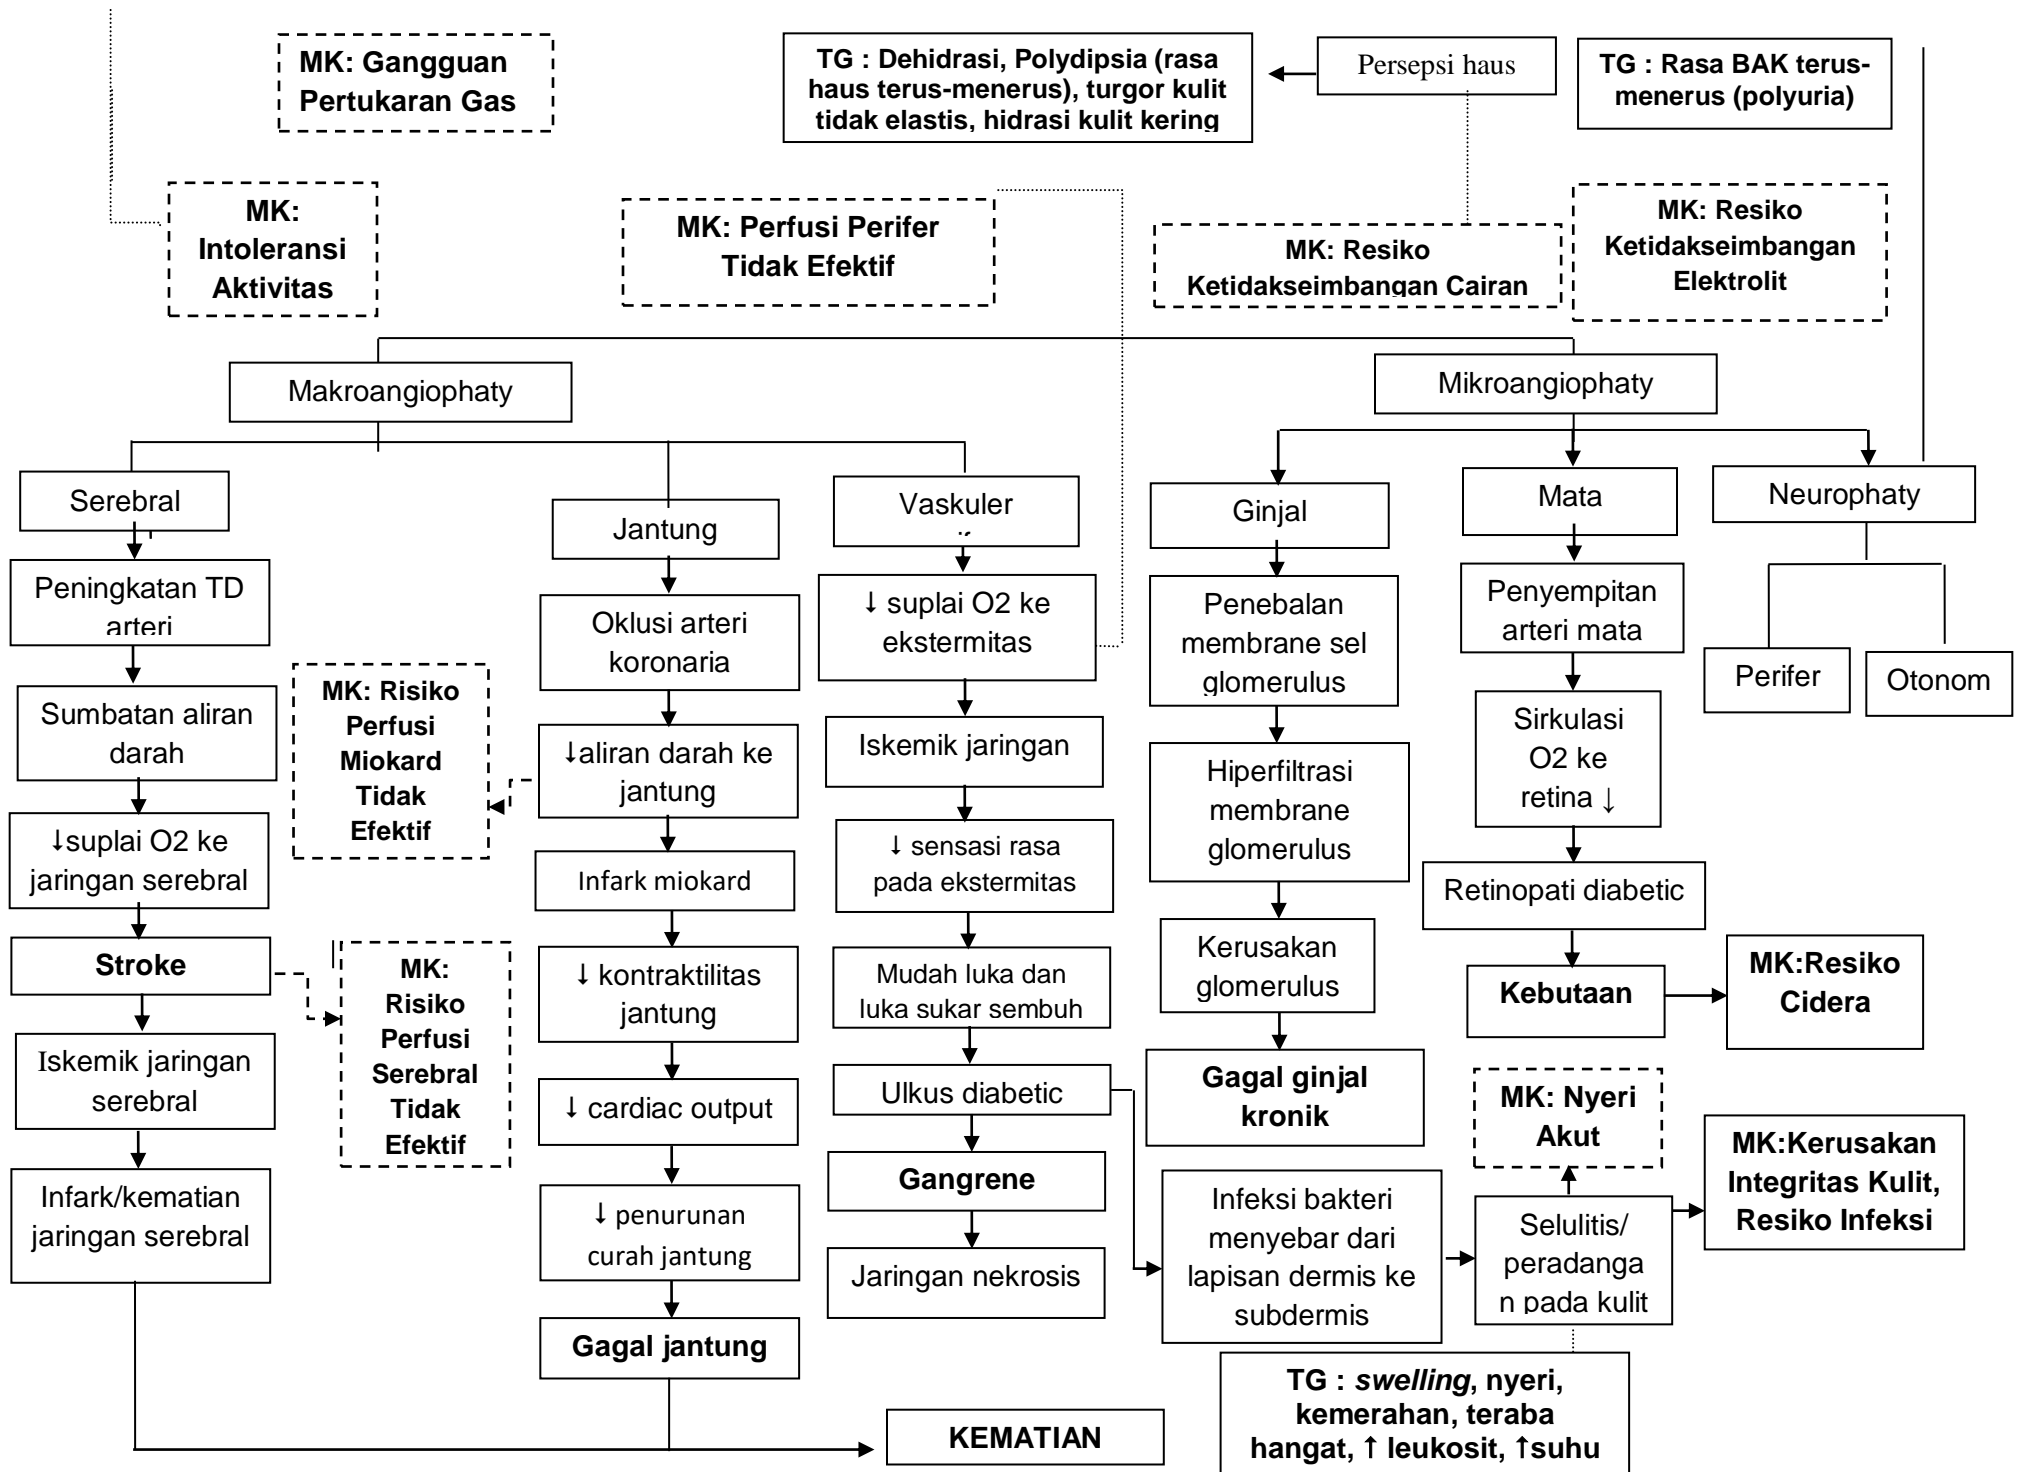 MK: Gangguan
Pertukaran Gas
TG : Dehidrasi, Polydipsia (rasa
haus terus-menerus), turgor kulit
tidak elastis, hidrasi kulit kering
Persepsi haus
TG : Rasa BAK terus-
menerus (polyuria)
MK:
Intoleransi
Aktivitas
MK: Perfusi Perifer
Tidak Efektif
MK: Resiko
Ketidakseimbangan Cairan
MK: Resiko
Ketidakseimbangan
Elektrolit
Makroangiophaty
Mikroangiophaty
Serebral
Jantung
Vaskuler
Ginjal
Mata
Neurophaty
Peningkatan TD
arteri
Sumbatan aliran
darah
↓suplai O2 ke
jaringan serebral
Stroke
Iskemik jaringan
serebral
Infark/kematian
jaringan serebral
MK: Risiko
Perfusi
Miokard
Tidak
Efektif
MK:
Risiko
Perfusi
Serebral
Tidak
Efektif
Oklusi arteri
koronaria
↓aliran darah ke
jantung
Infark miokard
↓ kontraktilitas
jantung
↓ cardiac output
↓ penurunan
curah jantung
Gagal jantung
↓ suplai O2 ke
ekstermitas
Iskemik jaringan
↓ sensasi rasa
pada ekstermitas
Mudah luka dan
luka sukar sembuh
Ulkus diabetic
Gangrene
Jaringan nekrosis
Penebalan
membrane sel
glomerulus
Hiperfiltrasi
membrane
glomerulus
Kerusakan
glomerulus
Gagal ginjal
kronik
Infeksi bakteri
menyebar dari
lapisan dermis ke
subdermis
Penyempitan
arteri mata
Sirkulasi
O2 ke
retina ↓
Retinopati diabetic
Kebutaan
MK:Resiko
Cidera
Perifer
Otonom
MK: Nyeri
Akut
Selulitis/
peradanga
n pada kulit
MK:Kerusakan
Integritas Kulit,
Resiko Infeksi
TG : swelling, nyeri,
kemerahan, teraba
hangat, ↑ leukosit, ↑suhu
KEMATIAN